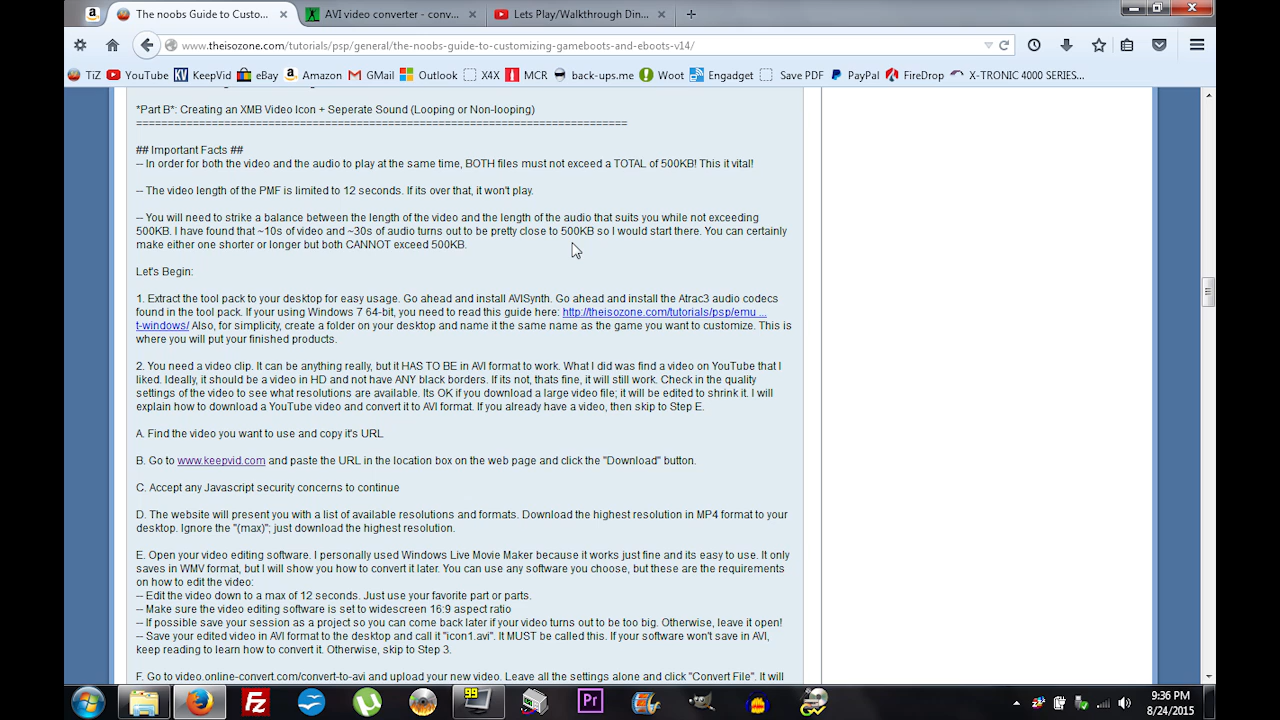 The noobs Guide to Custo...
AVI video converter - conv...
Lets Play/Walkthrough Din...
www.theisozone.com/tutorials/psp/general/the-noobs-guide-to-customizing-gameboots-and-eboots-v14/
TiZ YouTube KeepVid eBay Amazon GMail Outlook X4X MCR back-ups.me Woot Engadget Save PDF PayPal FireDrop X-TRONIC 4000 SERIES...
*Part B*: Creating an XMB Video Icon + Seperate Sound (Looping or Non-looping)
==============================================================================
## Important Facts ##
-- In order for both the video and the audio to play at the same time, BOTH files must not exceed a TOTAL of 500KB! This it vital!
-- The video length of the PMF is limited to 12 seconds. If its over that, it won't play.
-- You will need to strike a balance between the length of the video and the length of the audio that suits you while not exceeding
500KB. I have found that ~10s of video and ~30s of audio turns out to be pretty close to 500KB so I would start there. You can certainly
make either one shorter or longer but both CANNOT exceed 500KB.
Let's Begin:
1. Extract the tool pack to your desktop for easy usage. Go ahead and install AVISynth. Go ahead and install the Atrac3 audio codecs
found in the tool pack. If your using Windows 7 64-bit, you need to read this guide here: http://theisozone.com/tutorials/psp/emu ...
t-windows/ Also, for simplicity, create a folder on your desktop and name it the same name as the game you want to customize. This is
where you will put your finished products.
2. You need a video clip. It can be anything really, but it HAS TO BE in AVI format to work. What I did was find a video on YouTube that I
liked. Ideally, it should be a video in HD and not have ANY black borders. If its not, thats fine, it will still work. Check in the quality
settings of the video to see what resolutions are available. Its OK if you download a large video file; it will be edited to shrink it. I will
explain how to download a YouTube video and convert it to AVI format. If you already have a video, then skip to Step E.
A. Find the video you want to use and copy it's URL
B. Go to www.keepvid.com and paste the URL in the location box on the web page and click the "Download" button.
C. Accept any Javascript security concerns to continue
D. The website will present you with a list of available resolutions and formats. Download the highest resolution in MP4 format to your
desktop. Ignore the "(max)"; just download the highest resolution.
E. Open your video editing software. I personally used Windows Live Movie Maker because it works just fine and its easy to use. It only
saves in WMV format, but I will show you how to convert it later. You can use any software you choose, but these are the requirements
on how to edit the video:
-- Edit the video down to a max of 12 seconds. Just use your favorite part or parts.
-- Make sure the video editing software is set to widescreen 16:9 aspect ratio
-- If possible save your session as a project so you can come back later if your video turns out to be too big. Otherwise, leave it open!
-- Save your edited video in AVI format to the desktop and call it "icon1.avi". It MUST be called this. If your software won't save in AVI,
keep reading to learn how to convert it. Otherwise, skip to Step 3.
F. Go to video.online-convert.com/convert-to-avi and upload your new video. Leave all the settings alone and click "Convert File". It will
99
Pr
9:36 PM
8/24/2015